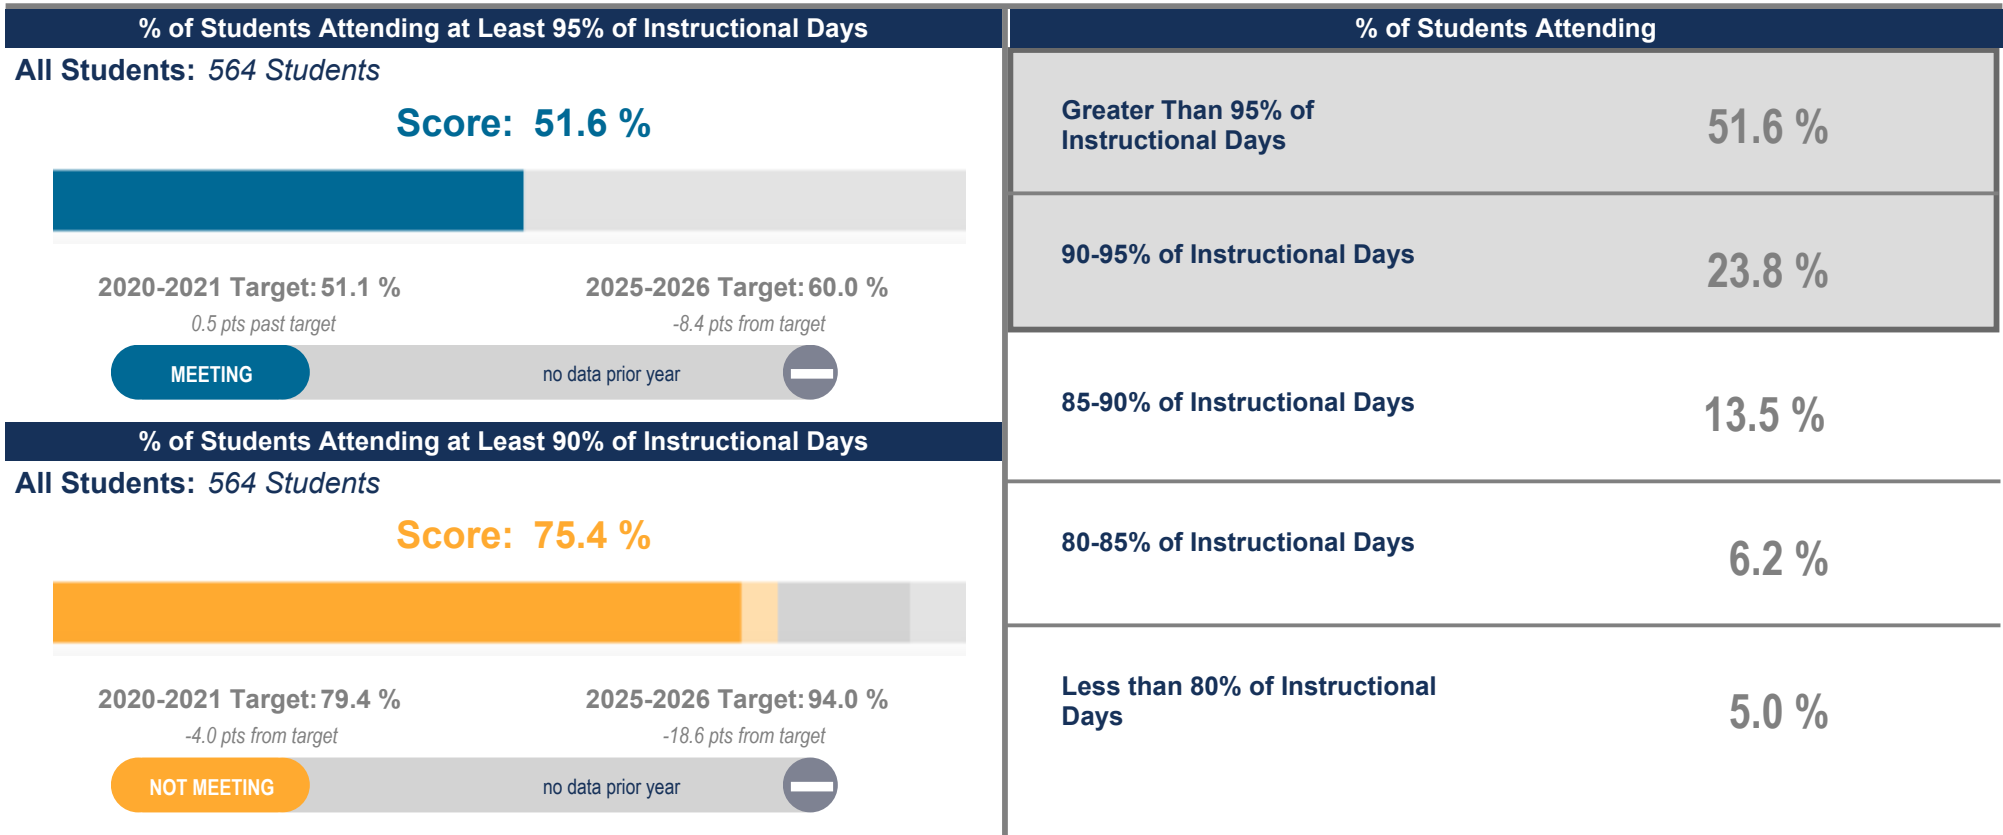 % of Students Attending at Least 95% of Instructional Days
All Students: 564 Students
Score: 51.6 %
2020-2021 Target: 51.1 %
0.5 pts past target
2025-2026 Target: 60.0 %
-8.4 pts from target
MEETING
no data prior year
% of Students Attending at Least 90% of Instructional Days
All Students: 564 Students
Score: 75.4 %
2020-2021 Target: 79.4 %
-4.0 pts from target
2025-2026 Target: 94.0 %
-18.6 pts from target
NOT MEETING
no data prior year
% of Students Attending
Greater Than 95% of
Instructional Days
51.6 %
90-95% of Instructional Days
23.8 %
85-90% of Instructional Days
13.5 %
80-85% of Instructional Days
6.2 %
Less than 80% of Instructional
Days
5.0 %